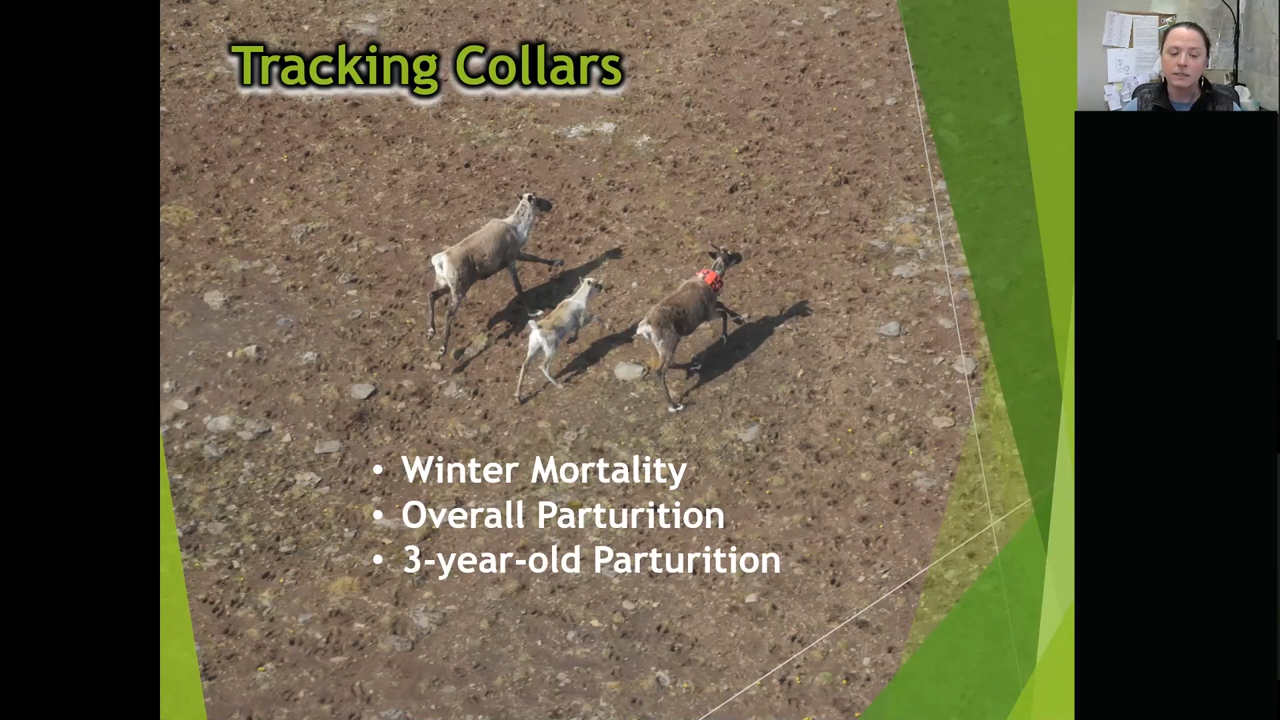 Tracking Collars
• Winter Mortality
• Overall Parturition
• 3-year-old Parturition